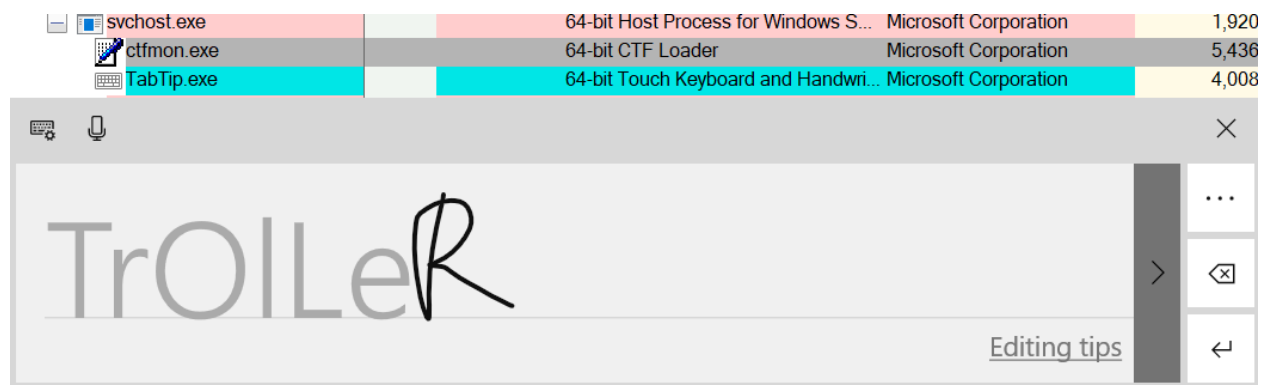 svchost.exe 64-bit Host Process for Windows S... Microsoft Corporation 1,920
ctfmon.exe 64-bit CTF Loader Microsoft Corporation 5,436
TabTip.exe 64-bit Touch Keyboard and Handwri... Microsoft Corporation 4,008
TrOlLeR
Editing tips